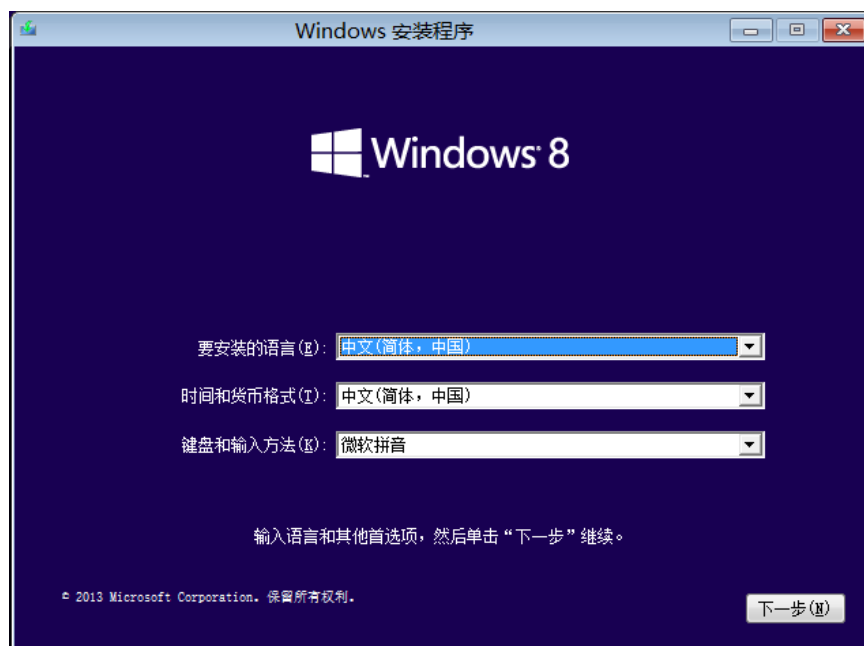 Windows 安装程序
Windows 8
要安装的语言(E): 中文(简体，中国)
时间和货币格式(T): 中文(简体，中国)
键盘和输入方法(K): 微软拼音
输入语言和其他首选项，然后单击“下一步”继续。
© 2013 Microsoft Corporation. 保留所有权利.
下一步(N)